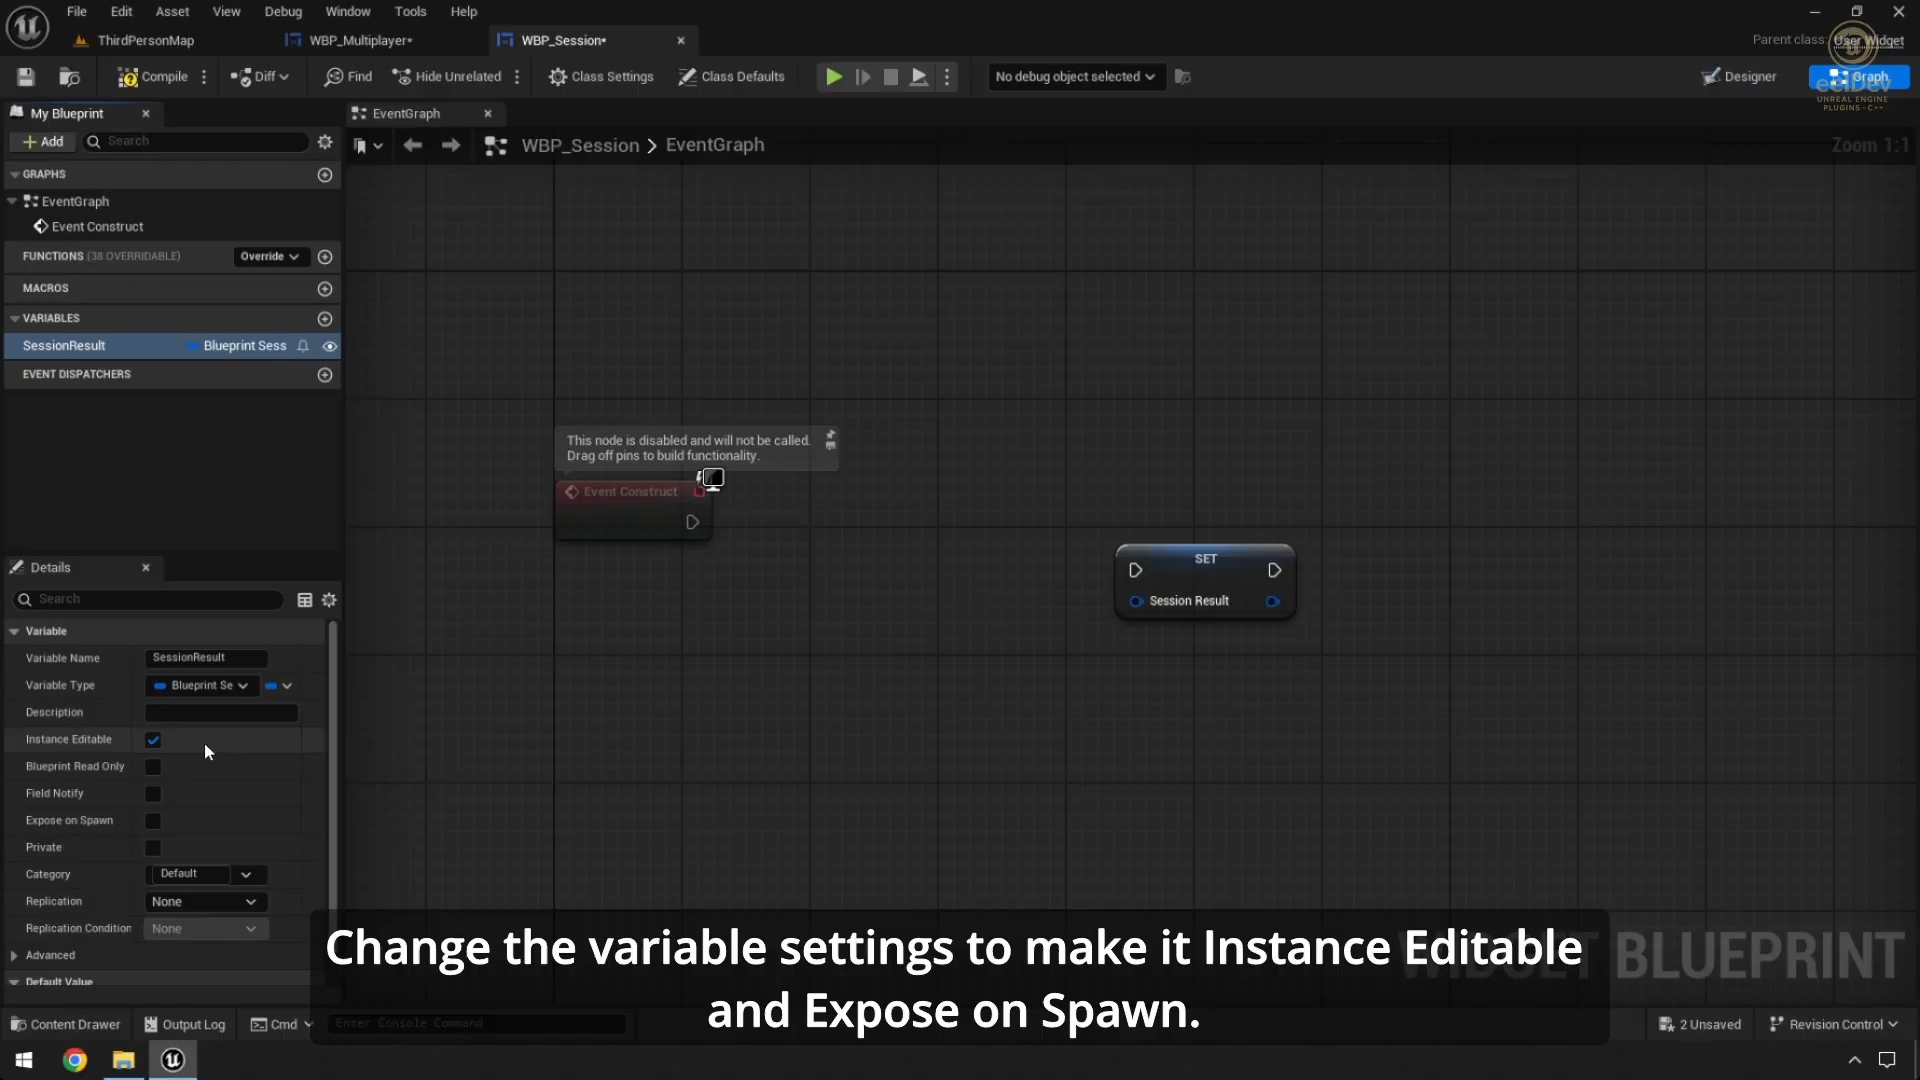 File Edit View Asset Debug Window Tools Help
ThirdPersonMap
WBP_Multiplayer*
WBP_Session*
Parent class: User Widget
Compile
Diff
Find
Hide Unrelated
Class Settings
Class Defaults
No debug object selected
Designer
Graph
eeldev
UNREAL ENGINE
PLUGINS - C++
My Blueprint
Add
Search
GRAPHS
EventGraph
Event Construct
FUNCTIONS (38 OVERRIDABLE)
Override
MACROS
VARIABLES
SessionResult
Blueprint Sess
EVENT DISPATCHERS
EventGraph
WBP_Session > EventGraph
Zoom 1:1
This node is disabled and will not be called.
Drag off pins to build functionality.
Event Construct
SET
Session Result
Details
Search
Variable
Variable Name
SessionResult
Variable Type
Blueprint Se
Description
Instance Editable
Blueprint Read Only
Field Notify
Expose on Spawn
Private
Category
Default
Replication
None
Replication Condition
None
Advanced
Default Value
WIDGET BLUEPRINT
Change the variable settings to make it Instance Editable
and Expose on Spawn.
Content Drawer
Output Log
Cmd
Enter Console Command
2 Unsaved
Revision Control